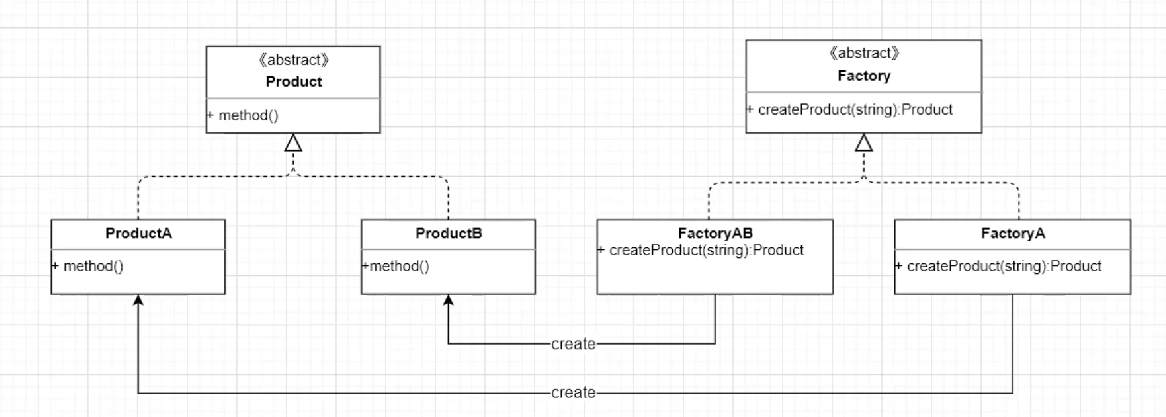 《abstract》
Product
+ method()
《abstract》
Factory
+ createProduct(string):Product
ProductA
+ method()
ProductB
+method()
FactoryAB
+ createProduct(string):Product
FactoryA
+ createProduct(string):Product
create
create